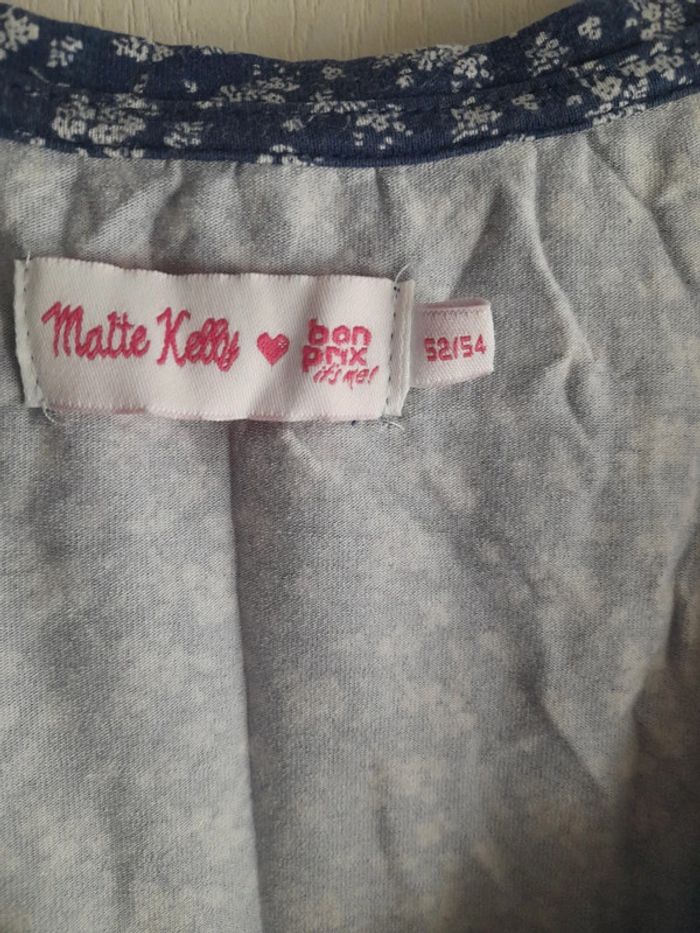 Maite Kelly
bon
prix
it's me!
52/54